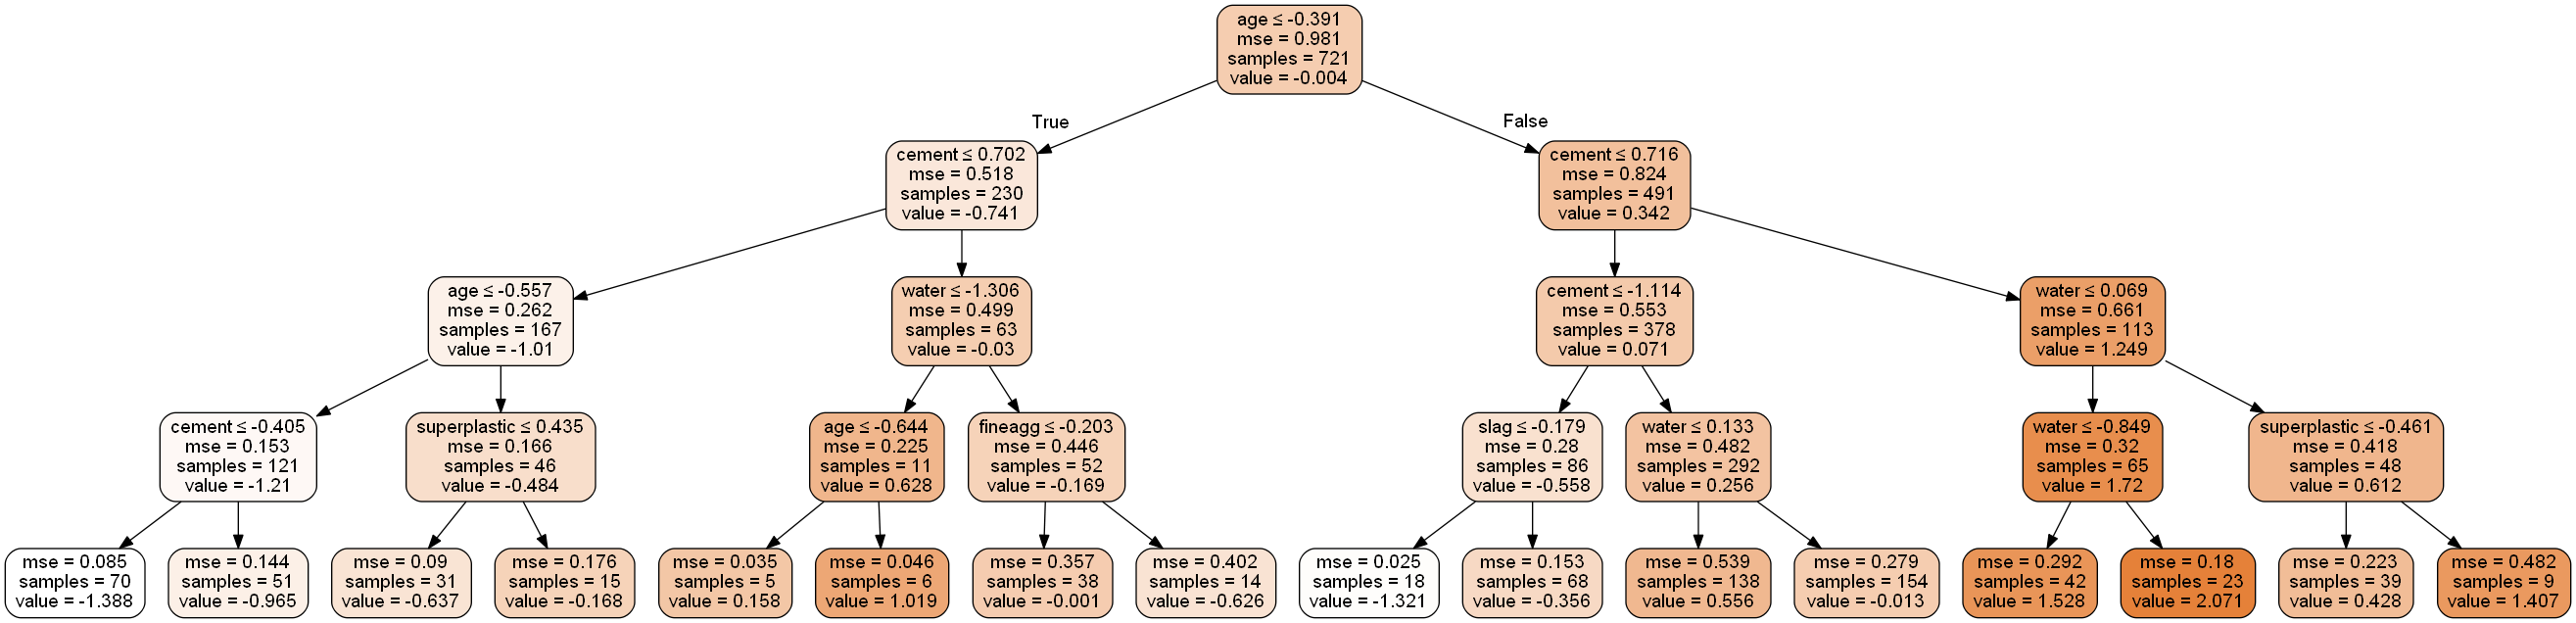 age ≤ -0.391
mse = 0.981
samples = 721
value = -0.004
True
False
cement ≤ 0.702
mse = 0.518
samples = 230
value = -0.741
cement ≤ 0.716
mse = 0.824
samples = 491
value = 0.342
age ≤ -0.557
mse = 0.262
samples = 167
value = -1.01
water ≤ -1.306
mse = 0.499
samples = 63
value = -0.03
cement ≤ -1.114
mse = 0.553
samples = 378
value = 0.071
water ≤ 0.069
mse = 0.661
samples = 113
value = 1.249
cement ≤ -0.405
mse = 0.153
samples = 121
value = -1.21
superplastic ≤ 0.435
mse = 0.166
samples = 46
value = -0.484
age ≤ -0.644
mse = 0.225
samples = 11
value = 0.628
fineagg ≤ -0.203
mse = 0.446
samples = 52
value = -0.169
slag ≤ -0.179
mse = 0.28
samples = 86
value = -0.558
water ≤ 0.133
mse = 0.482
samples = 292
value = 0.256
water ≤ -0.849
mse = 0.32
samples = 65
value = 1.72
superplastic ≤ -0.461
mse = 0.418
samples = 48
value = 0.612
mse = 0.085
samples = 70
value = -1.388
mse = 0.144
samples = 51
value = -0.965
mse = 0.09
samples = 31
value = -0.637
mse = 0.176
samples = 15
value = -0.168
mse = 0.035
samples = 5
value = 0.158
mse = 0.046
samples = 6
value = 1.019
mse = 0.357
samples = 38
value = -0.001
mse = 0.402
samples = 14
value = -0.626
mse = 0.025
samples = 18
value = -1.321
mse = 0.153
samples = 68
value = -0.356
mse = 0.539
samples = 138
value = 0.556
mse = 0.279
samples = 154
value = -0.013
mse = 0.292
samples = 42
value = 1.528
mse = 0.18
samples = 23
value = 2.071
mse = 0.223
samples = 39
value = 0.428
mse = 0.482
samples = 9
value = 1.407